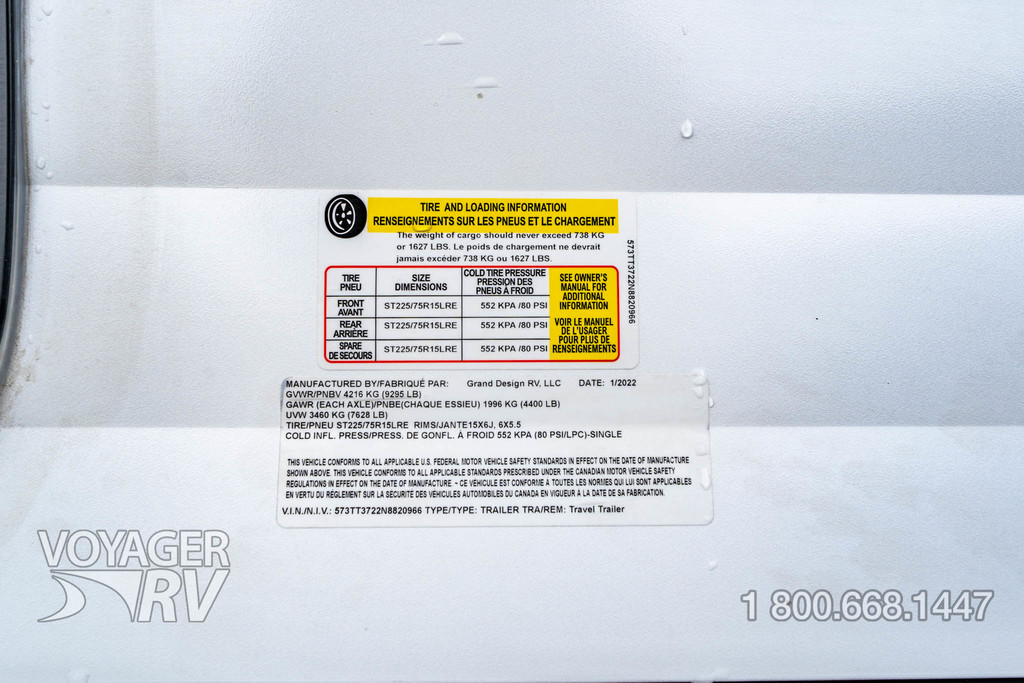 TIRE AND LOADING INFORMATION
RENSEIGNEMENTS SUR LES PNEUS ET LE CHARGEMENT
The weight of cargo should never exceed 738 KG
or 1627 LBS. Le poids de chargement ne devrait
jamais excéder 738 KG ou 1627 LBS.
573TT3722N8820966
TIRE
PNEU
SIZE
DIMENSIONS
COLD TIRE PRESSURE
PRESSION DES
PNEUS À FROID
SEE OWNER'S
MANUAL FOR
ADDITIONAL
INFORMATION
VOIR LE MANUEL
DE L'USAGER
POUR PLUS DE
RENSEIGNEMENTS
FRONT
AVANT
ST225/75R15LRE
552 KPA /80 PSI
REAR
ARRIÈRE
ST225/75R15LRE
552 KPA /80 PSI
SPARE
DE SECOURS
ST225/75R15LRE
552 KPA /80 PSI
MANUFACTURED BY/FABRIQUÉ PAR: Grand Design RV, LLC DATE: 1/2022
GVWR/PNBV 4216 KG (9295 LB)
GAWR (EACH AXLE)/PNBE(CHAQUE ESSIEU) 1996 KG (4400 LB)
UVW 3460 KG (7628 LB)
TIRE/PNEU ST225/75R15LRE RIMS/JANTE15X6J, 6X5.5
COLD INFL. PRESS/PRESS. DE GONFL. À FROID 552 KPA (80 PSI/LPC)-SINGLE
THIS VEHICLE CONFORMS TO ALL APPLICABLE U.S. FEDERAL MOTOR VEHICLE SAFETY STANDARDS IN EFFECT ON THE DATE OF MANUFACTURE
SHOWN ABOVE. THIS VEHICLE CONFORMS TO ALL APPLICABLE STANDARDS PRESCRIBED UNDER THE CANADIAN MOTOR VEHICLE SAFETY
REGULATIONS IN EFFECT ON THE DATE OF MANUFACTURE. - CE VÉHICULE EST CONFORME À TOUTES LES NORMES QUI LUI SONT APPLICABLES
EN VERTU DU RÉGLEMENT SUR LA SÉCURITÉ DES VÉHICULES AUTOMOBILES DU CANADA EN VIGUEUR A LA DATE DE SA FABRICATION.
V.I.N./N.I.V.: 573TT3722N8820966 TYPE/TYPE: TRAILER TRA/REM: Travel Trailer
VOYAGER
RV
1 800.668.1447